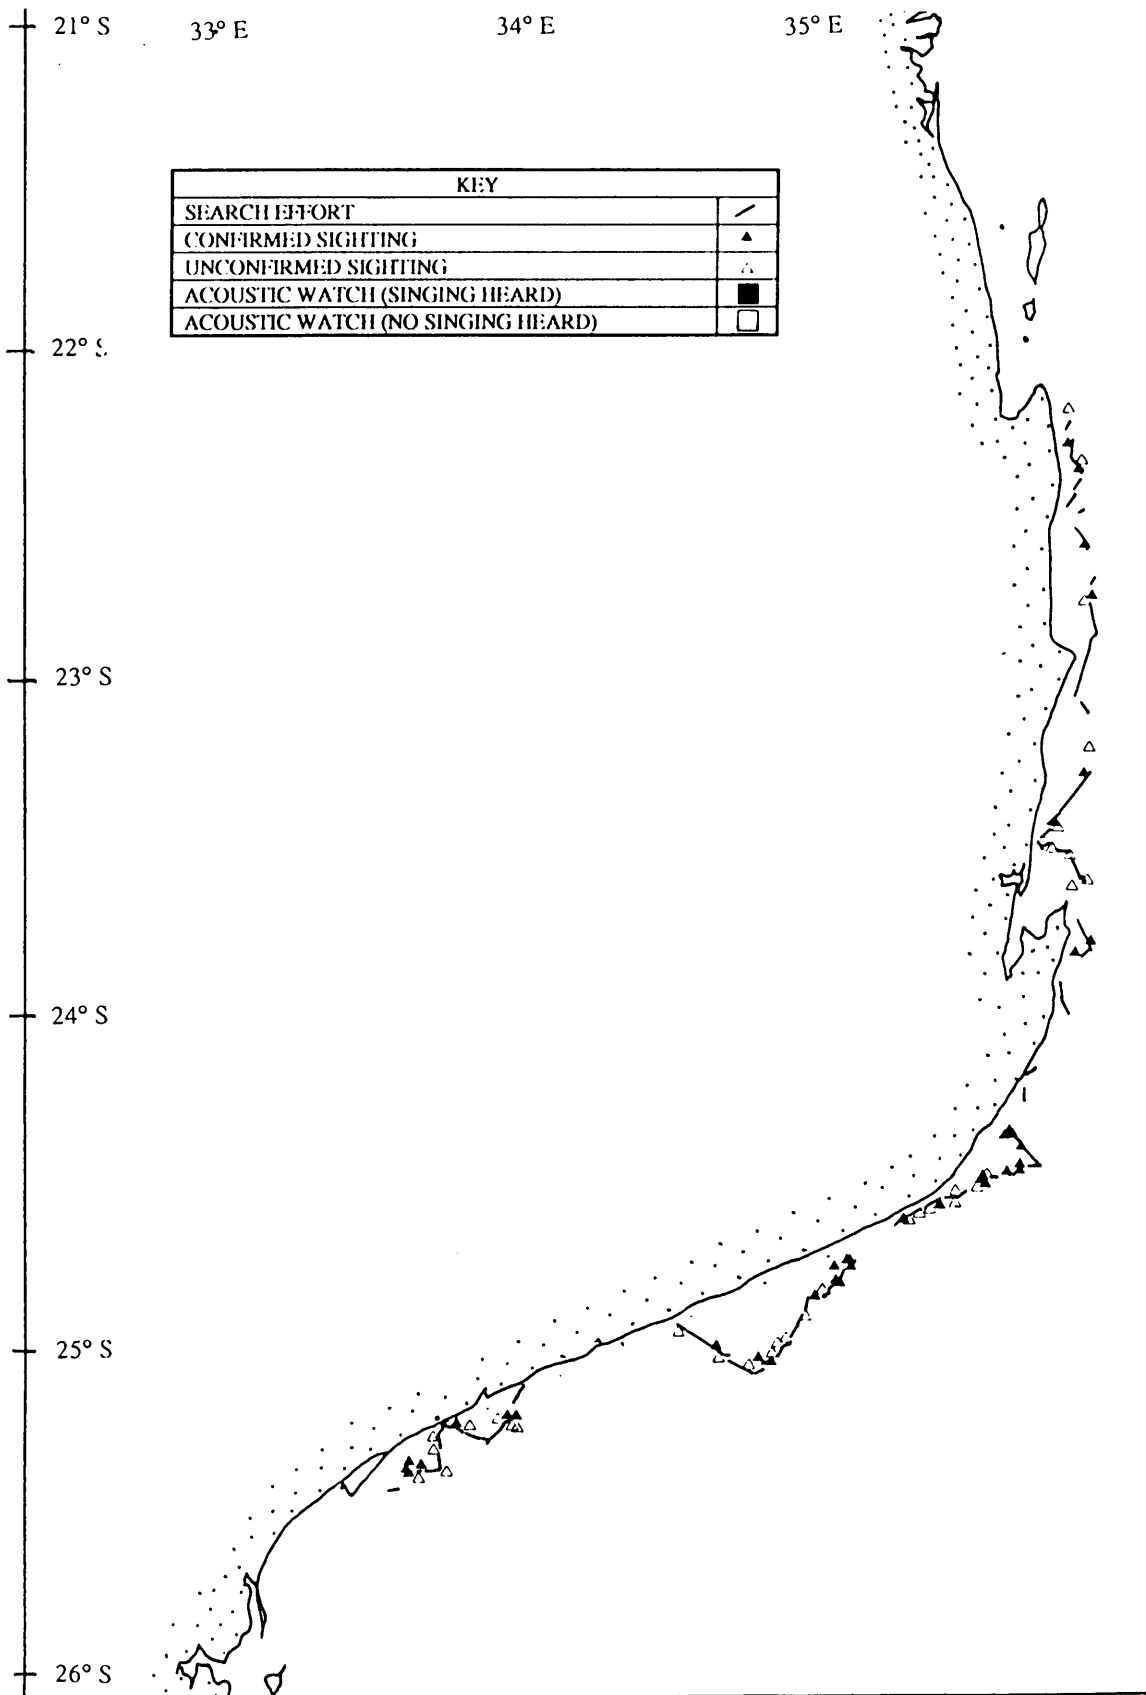 21° S 33° E 34° E 35° E
KEY
SEARCH EFFORT
CONFIRMED SIGHTING
UNCONFIRMED SIGHTING
ACOUSTIC WATCH (SINGING HEARD)
ACOUSTIC WATCH (NO SINGING HEARD)
22° S
23° S
24° S
25° S
26° S